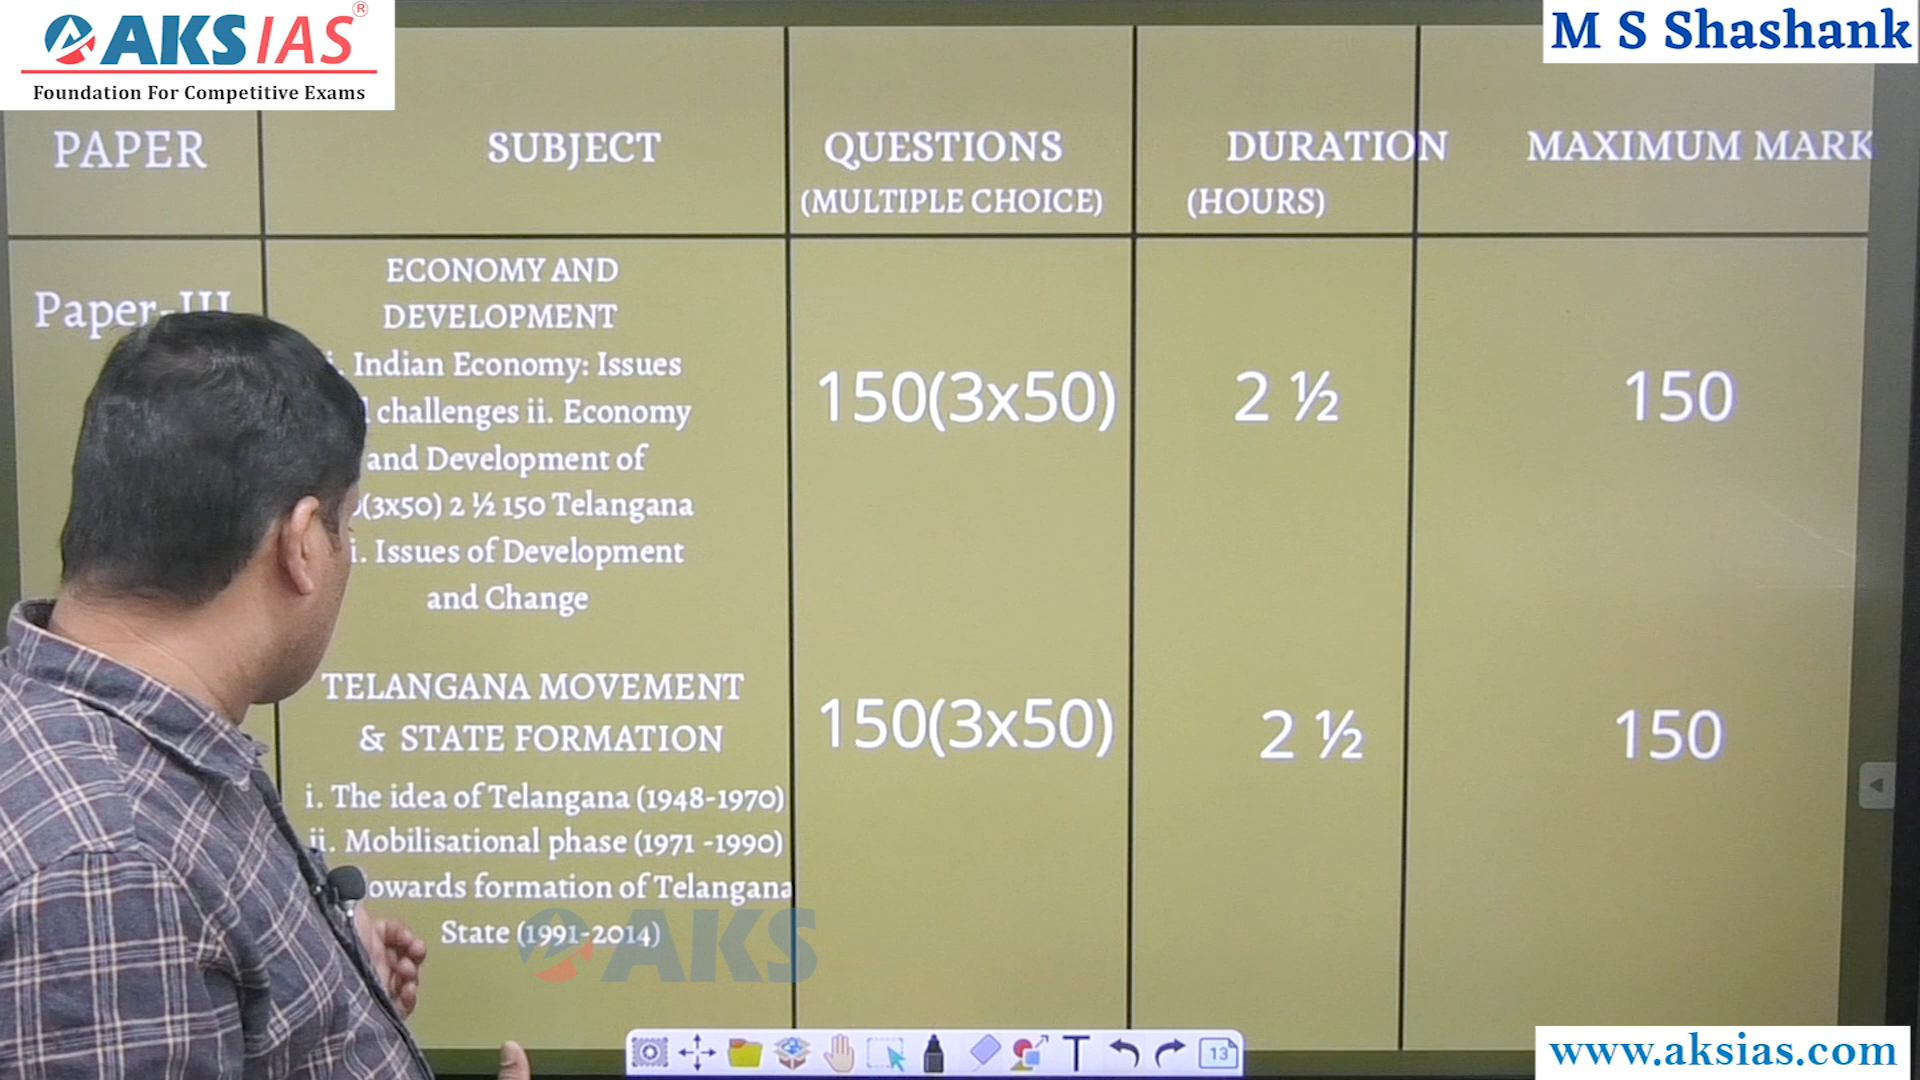 AKS IAS®
Foundation For Competitive Exams
M S Shashank
PAPER
SUBJECT
QUESTIONS
(MULTIPLE CHOICE)
DURATION
(HOURS)
MAXIMUM MARK
Paper-III
ECONOMY AND
DEVELOPMENT
i. Indian Economy: Issues
challenges ii. Economy
and Development of
(3x50) 2 ½ 150 Telangana
i. Issues of Development
and Change
150(3x50)
2 ½
150
TELANGANA MOVEMENT
& STATE FORMATION
i. The idea of Telangana (1948-1970)
ii. Mobilisational phase (1971 -1990)
owards formation of Telangana
State (1991-2014)
150(3x50)
2 ½
150
AKS
T
13
www.aksias.com